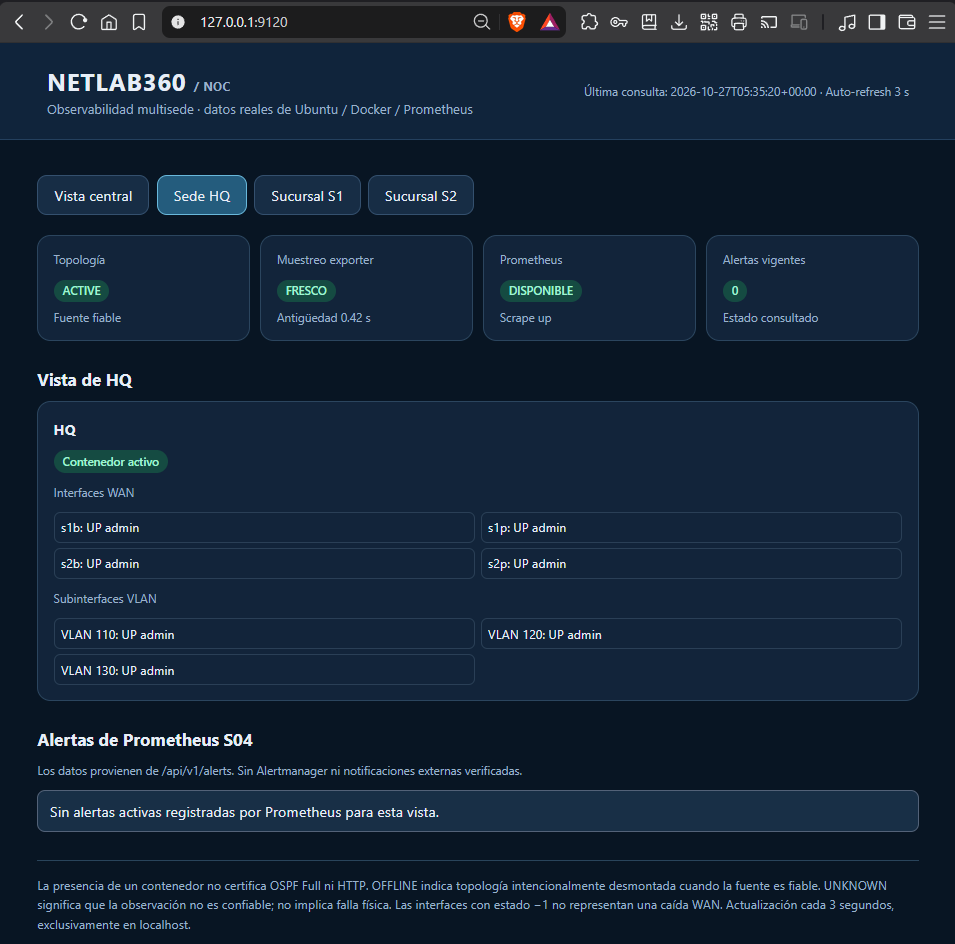 127.0.0.1:9120
NETLAB360 / NOC
Observabilidad multisede · datos reales de Ubuntu / Docker / Prometheus
Última consulta: 2026-10-27T05:35:20+00:00 · Auto-refresh 3 s
Vista central
Sede HQ
Sucursal S1
Sucursal S2
Topología
ACTIVE
Fuente fiable
Muestreo exporter
FRESCO
Antigüedad 0.42 s
Prometheus
DISPONIBLE
Scrape up
Alertas vigentes
0
Estado consultado
Vista de HQ
HQ
Contenedor activo
Interfaces WAN
s1b: UP admin
s1p: UP admin
s2b: UP admin
s2p: UP admin
Subinterfaces VLAN
VLAN 110: UP admin
VLAN 120: UP admin
VLAN 130: UP admin
Alertas de Prometheus S04
Los datos provienen de /api/v1/alerts. Sin Alertmanager ni notificaciones externas verificadas.
Sin alertas activas registradas por Prometheus para esta vista.
La presencia de un contenedor no certifica OSPF Full ni HTTP. OFFLINE indica topología intencionalmente desmontada cuando la fuente es fiable. UNKNOWN
significa que la observación no es confiable; no implica falla física. Las interfaces con estado −1 no representan una caída WAN. Actualización cada 3 segundos,
exclusivamente en localhost.